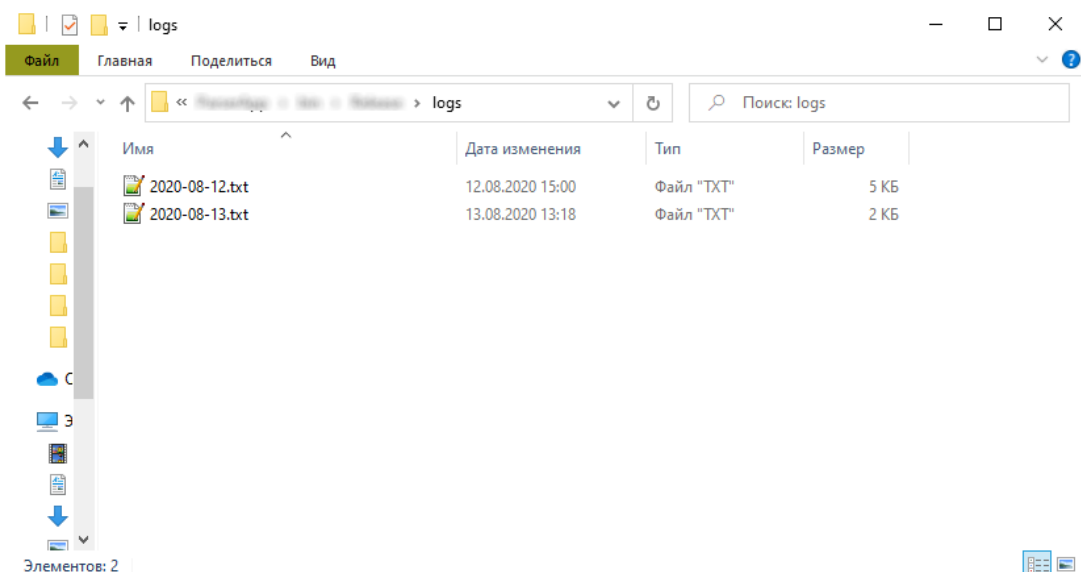 logs
Файл Главная Поделиться Вид
« › logs Поиск: logs
Имя Дата изменения Тип Размер
2020-08-12.txt 12.08.2020 15:00 Файл "TXT" 5 КБ
2020-08-13.txt 13.08.2020 13:18 Файл "TXT" 2 КБ
Э
Элементов: 2